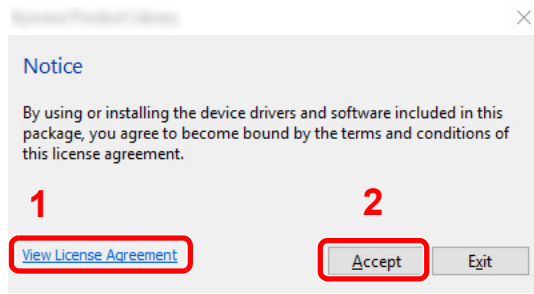 Notice
By using or installing the device drivers and software included in this
package, you agree to become bound by the terms and conditions of
this license agreement.
1
2
View License Agreement
Accept
Exit